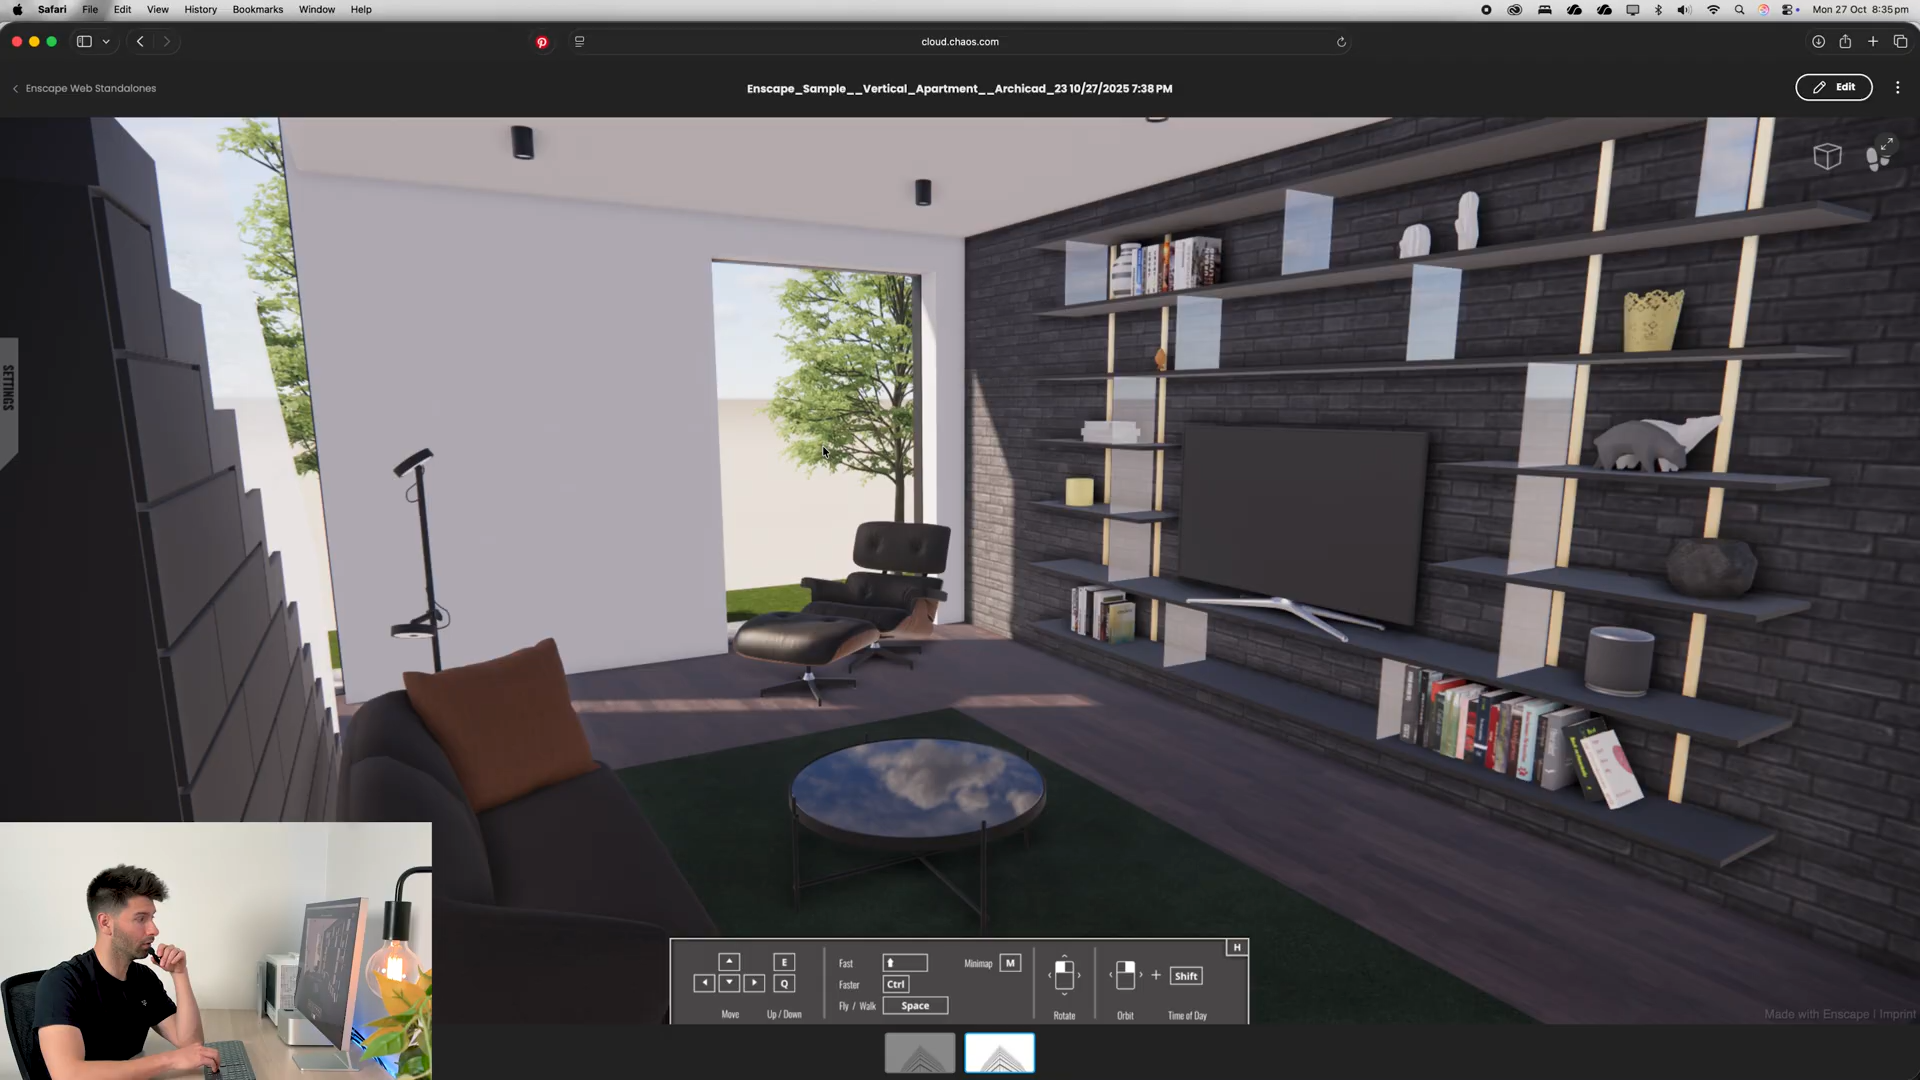 Safari File Edit View History Bookmarks Window Help Mon 27 Oct 8:35 pm
cloud.chaos.com
Enscape Web Standalones
Enscape_Sample__Vertical_Apartment__Archicad_23 10/27/2025 7:38 PM
Edit
SETTINGS
H
E
Q
Move
Up / Down
Fast
Faster Ctrl
Fly / Walk Space
Minimap M
Rotate
Orbit
+ Shift
Time of Day
Made with Enscape | Imprint